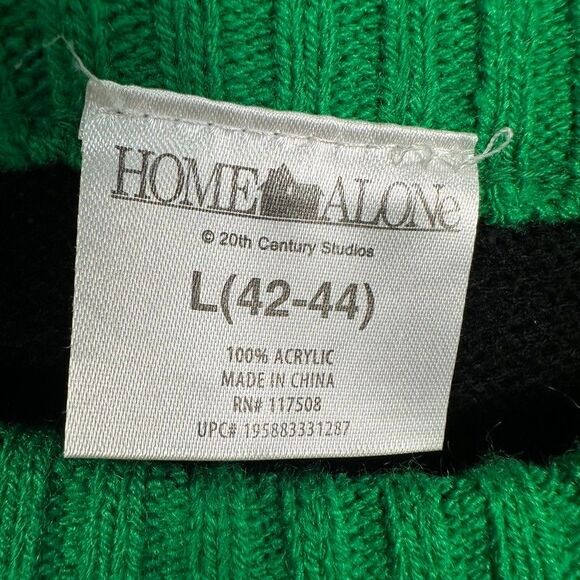 HOME ALONe
© 20th Century Studios
L(42-44)
100% ACRYLIC
MADE IN CHINA
RN# 117508
UPC# 195883331287